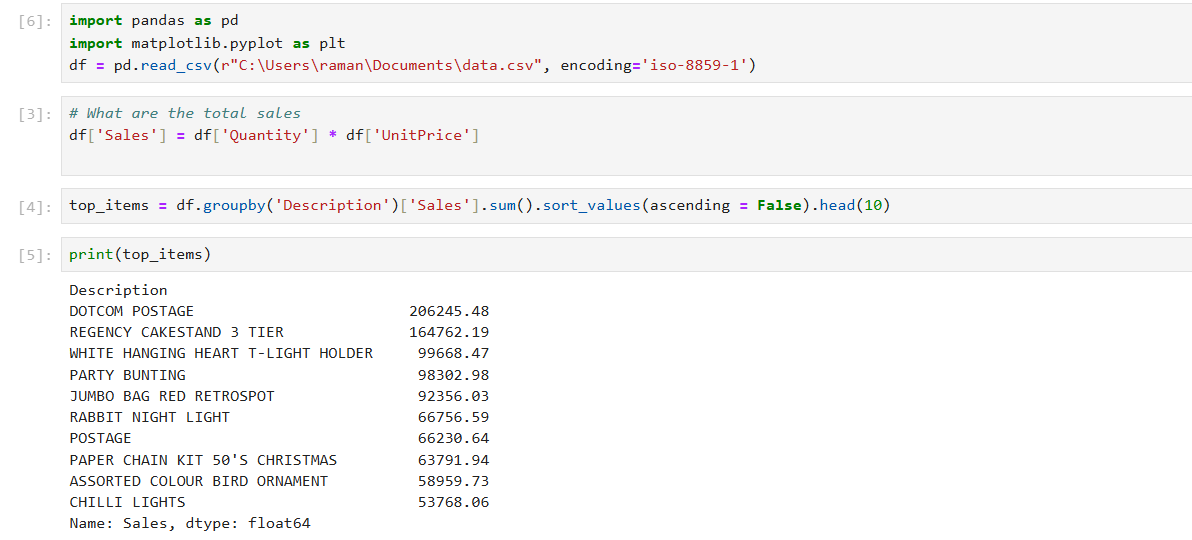 [6]: import pandas as pd
import matplotlib.pyplot as plt
df = pd.read_csv(r"C:\Users\raman\Documents\data.csv", encoding='iso-8859-1')
[3]: # What are the total sales
df['Sales'] = df['Quantity'] * df['UnitPrice']
[4]: top_items = df.groupby('Description')['Sales'].sum().sort_values(ascending = False).head(10)
[5]: print(top_items)
Description
DOTCOM POSTAGE 206245.48
REGENCY CAKESTAND 3 TIER 164762.19
WHITE HANGING HEART T-LIGHT HOLDER 99668.47
PARTY BUNTING 98302.98
JUMBO BAG RED RETROSPOT 92356.03
RABBIT NIGHT LIGHT 66756.59
POSTAGE 66230.64
PAPER CHAIN KIT 50'S CHRISTMAS 63791.94
ASSORTED COLOUR BIRD ORNAMENT 58959.73
CHILLI LIGHTS 53768.06
Name: Sales, dtype: float64